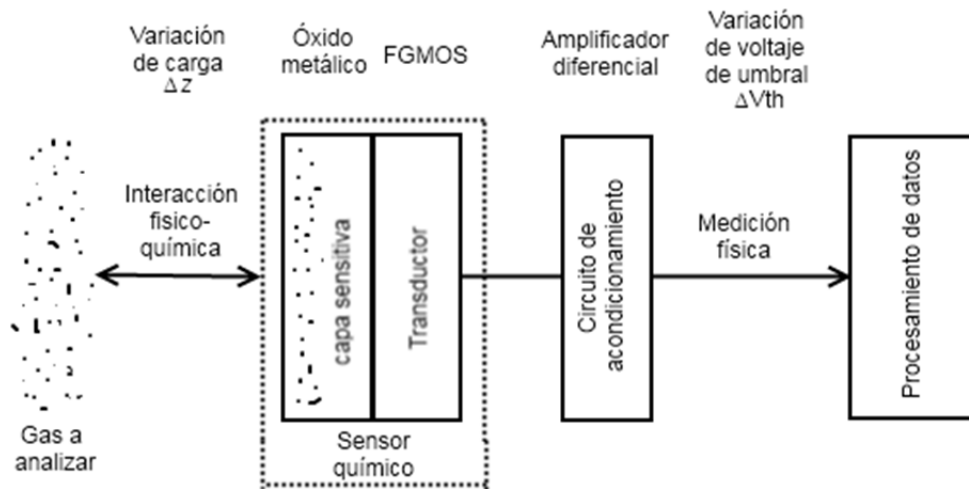 Variación
de carga
Δz
Óxido
metálico
FGMOS
Amplificador
diferencial
Variación
de voltaje
de umbral
ΔVth
Interacción
fisico-
química
capa sensitiva
Transductor
Circuito de
acondicionamiento
Medición
física
Procesamiento de datos
Gas a
analizar
Sensor
químico